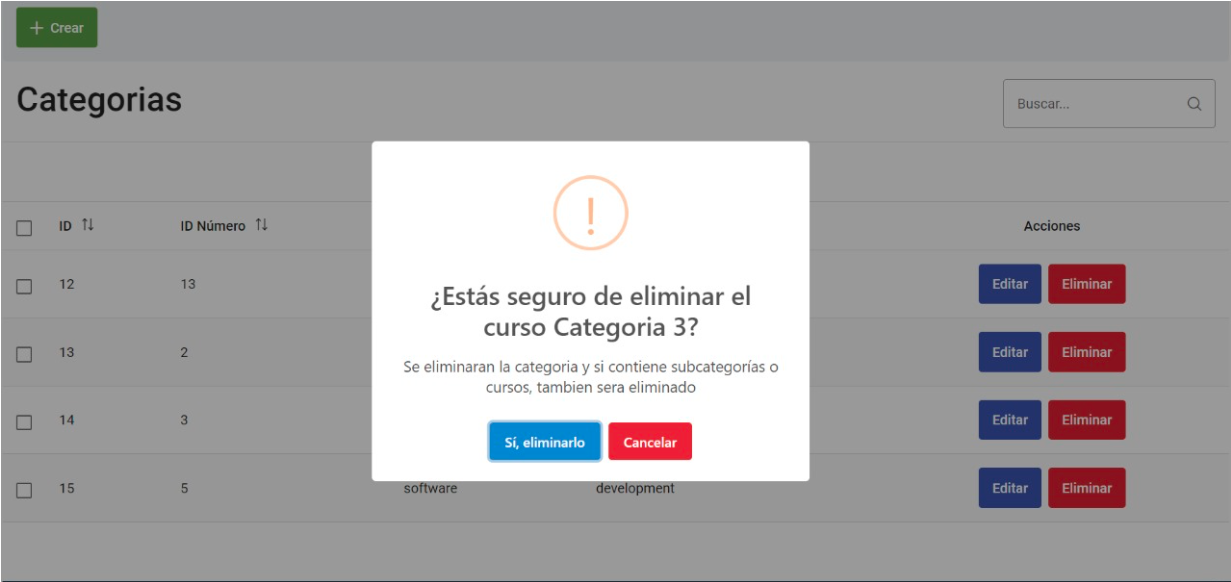 + Crear
Categorias
Buscar...
ID ID Número Acciones
12 13 Editar Eliminar
13 2 Editar Eliminar
14 3 Editar Eliminar
15 5 software development Editar Eliminar
!
¿Estás seguro de eliminar el
curso Categoria 3?
Se eliminaran la categoria y si contiene subcategorías o
cursos, tambien sera eliminado
Sí, eliminarlo Cancelar